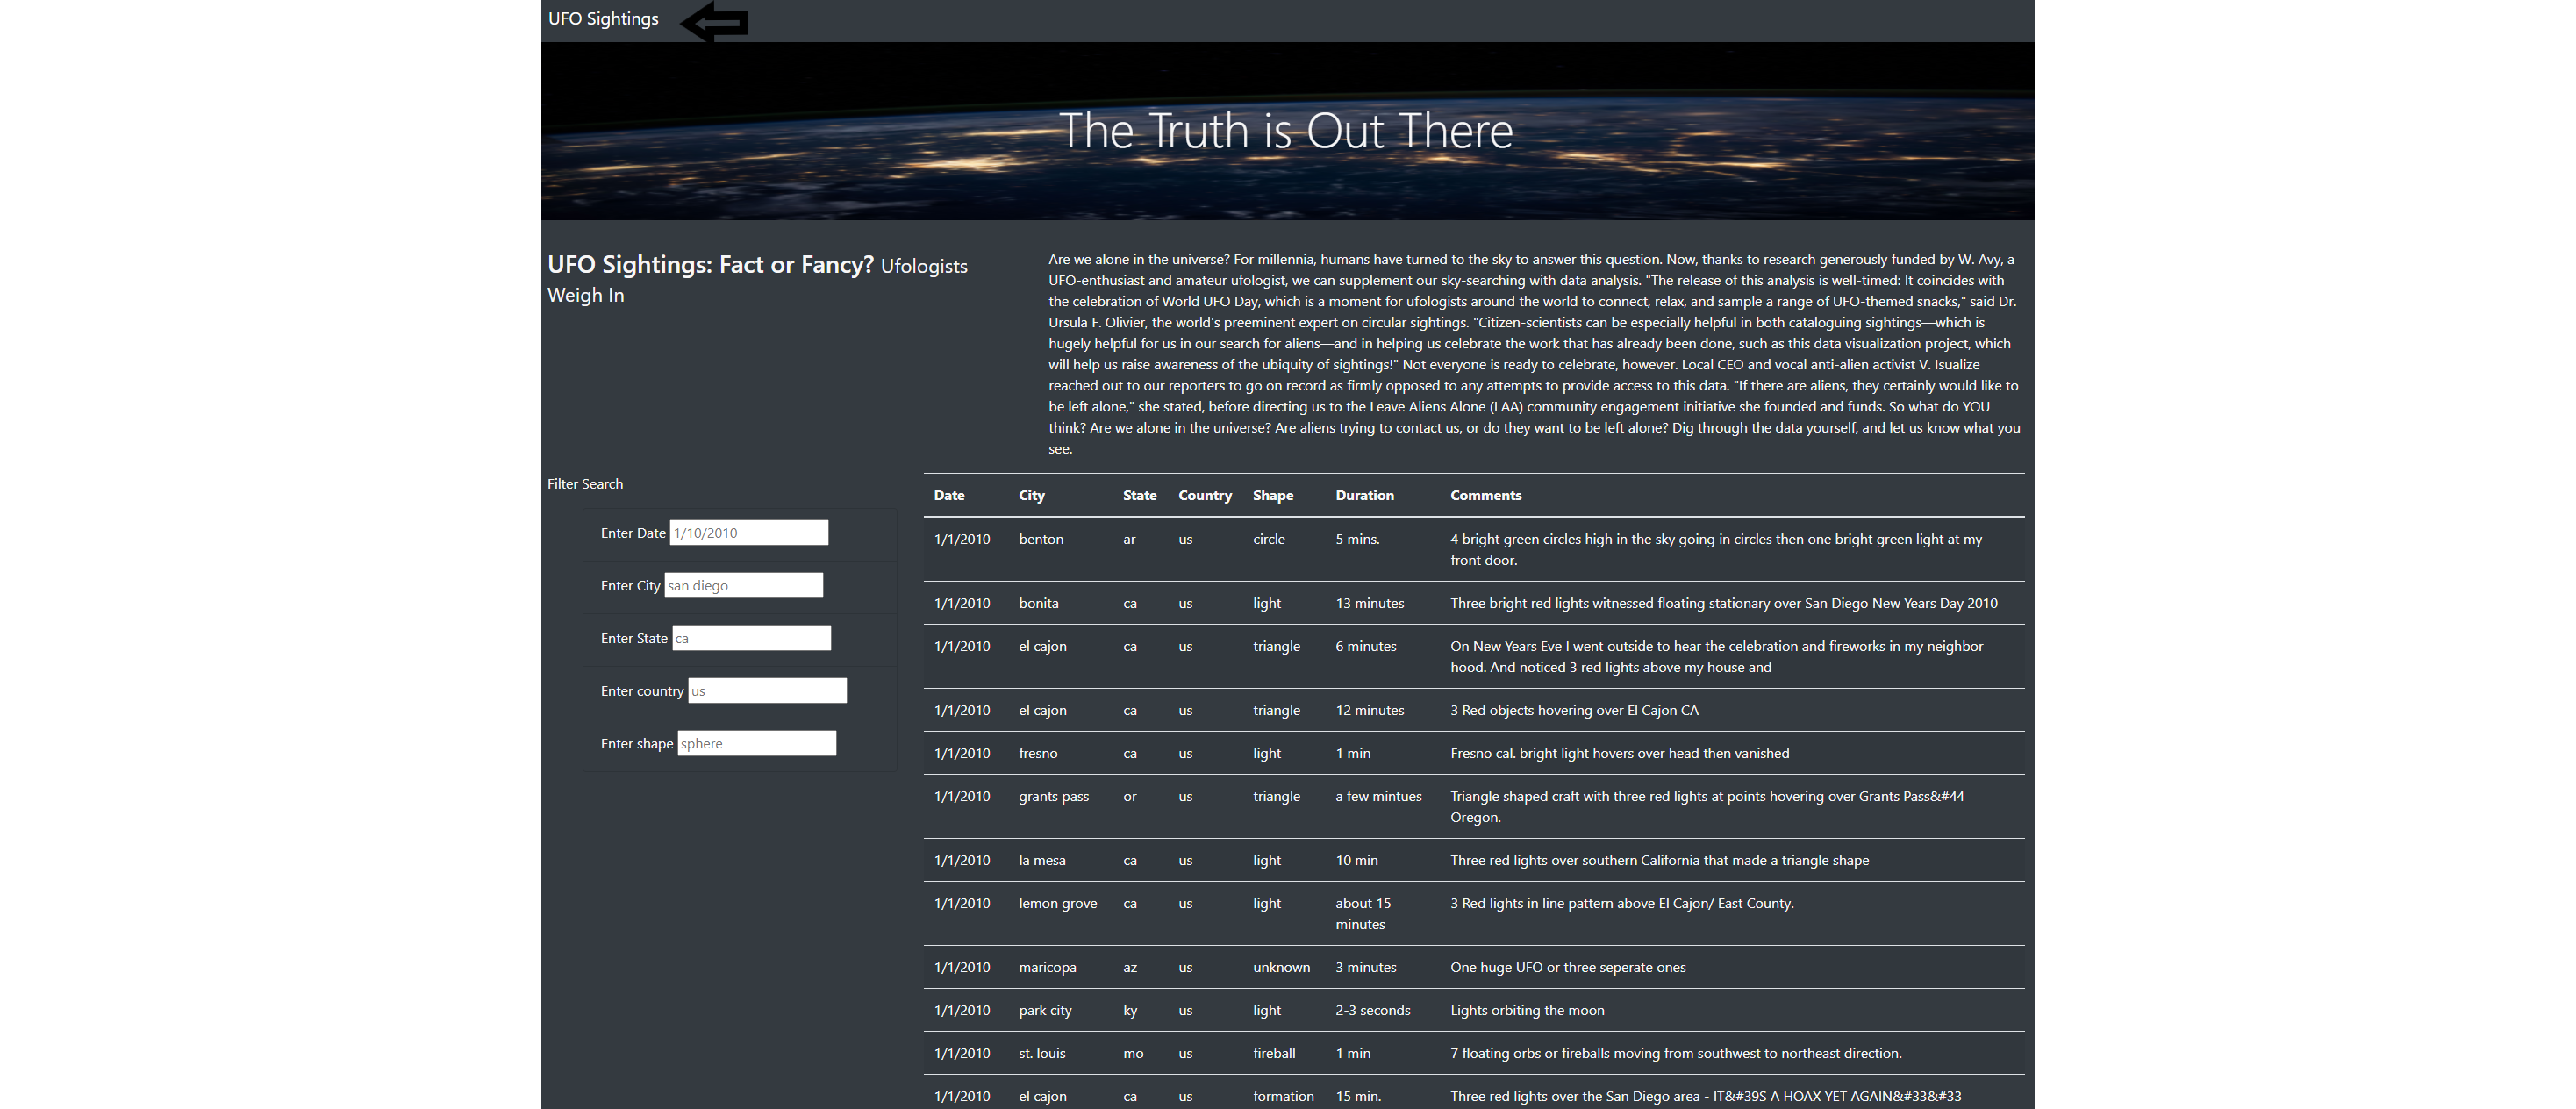 UFO Sightings
The Truth is Out There
UFO Sightings: Fact or Fancy? Ufologists
Weigh In
Are we alone in the universe? For millennia, humans have turned to the sky to answer this question. Now, thanks to research generously funded by W. Avy, a
UFO-enthusiast and amateur ufologist, we can supplement our sky-searching with data analysis. "The release of this analysis is well-timed: It coincides with
the celebration of World UFO Day, which is a moment for ufologists around the world to connect, relax, and sample a range of UFO-themed snacks," said Dr.
Ursula F. Olivier, the world's preeminent expert on circular sightings. "Citizen-scientists can be especially helpful in both cataloguing sightings—which is
hugely helpful for us in our search for aliens—and in helping us celebrate the work that has already been done, such as this data visualization project, which
will help us raise awareness of the ubiquity of sightings!" Not everyone is ready to celebrate, however. Local CEO and vocal anti-alien activist V. Isualize
reached out to our reporters to go on record as firmly opposed to any attempts to provide access to this data. "If there are aliens, they certainly would like to
be left alone," she stated, before directing us to the Leave Aliens Alone (LAA) community engagement initiative she founded and funds. So what do YOU
think? Are we alone in the universe? Are aliens trying to contact us, or do they want to be left alone? Dig through the data yourself, and let us know what you
see.
Filter Search
Enter Date 1/10/2010
Enter City san diego
Enter State ca
Enter country us
Enter shape sphere
Date City State Country Shape Duration Comments
1/1/2010 benton ar us circle 5 mins. 4 bright green circles high in the sky going in circles then one bright green light at my
front door.
1/1/2010 bonita ca us light 13 minutes Three bright red lights witnessed floating stationary over San Diego New Years Day 2010
1/1/2010 el cajon ca us triangle 6 minutes On New Years Eve I went outside to hear the celebration and fireworks in my neighbor
hood. And noticed 3 red lights above my house and
1/1/2010 el cajon ca us triangle 12 minutes 3 Red objects hovering over El Cajon CA
1/1/2010 fresno ca us light 1 min Fresno cal. bright light hovers over head then vanished
1/1/2010 grants pass or us triangle a few mintues Triangle shaped craft with three red lights at points hovering over Grants Pass&#44
Oregon.
1/1/2010 la mesa ca us light 10 min Three red lights over southern California that made a triangle shape
1/1/2010 lemon grove ca us light about 15 3 Red lights in line pattern above El Cajon/ East County.
minutes
1/1/2010 maricopa az us unknown 3 minutes One huge UFO or three seperate ones
1/1/2010 park city ky us light 2-3 seconds Lights orbiting the moon
1/1/2010 st. louis mo us fireball 1 min 7 floating orbs or fireballs moving from southwest to northeast direction.
1/1/2010 el cajon ca us formation 15 min. Three red lights over the San Diego area - IT&#39S A HOAX YET AGAIN&#33&#33